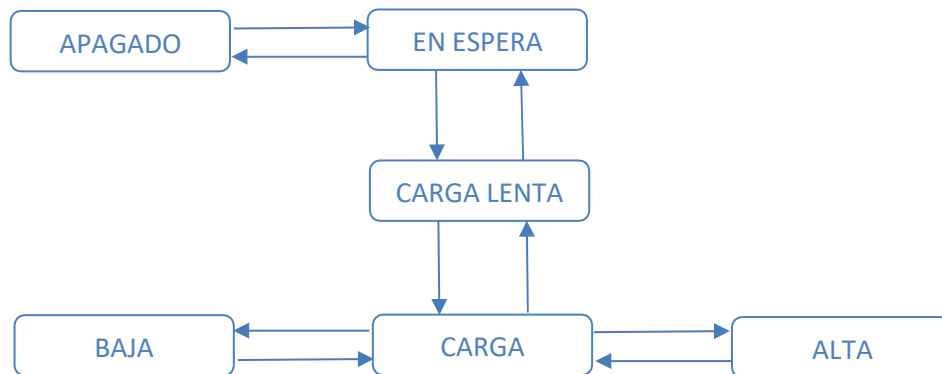 APAGADO
EN ESPERA
CARGA LENTA
BAJA
CARGA
ALTA